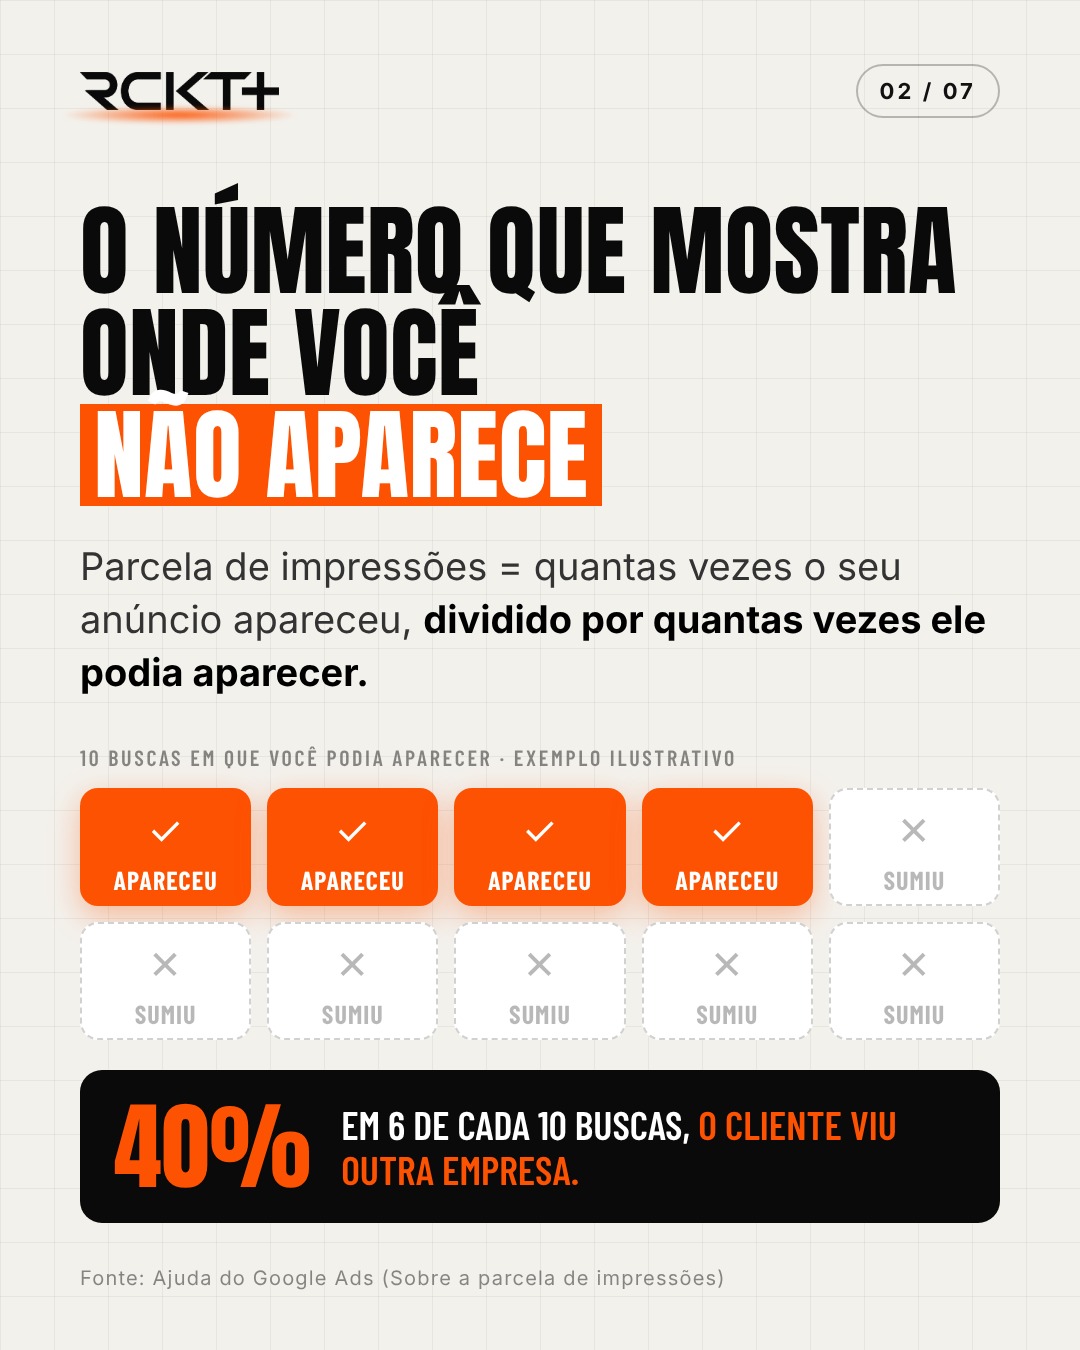 RCKT+
02 / 07
O NÚMERO QUE MOSTRA
ONDE VOCÊ
NÃO APARECE
Parcela de impressões = quantas vezes o seu
anúncio apareceu, dividido por quantas vezes ele
podia aparecer.
10 BUSCAS EM QUE VOCÊ PODIA APARECER · EXEMPLO ILUSTRATIVO
✓ ✓ ✓ ✓ ✕
APARECEU APARECEU APARECEU APARECEU SUMIU
✕ ✕ ✕ ✕ ✕
SUMIU SUMIU SUMIU SUMIU SUMIU
40%
EM 6 DE CADA 10 BUSCAS, O CLIENTE VIU
OUTRA EMPRESA.
Fonte: Ajuda do Google Ads (Sobre a parcela de impressões)